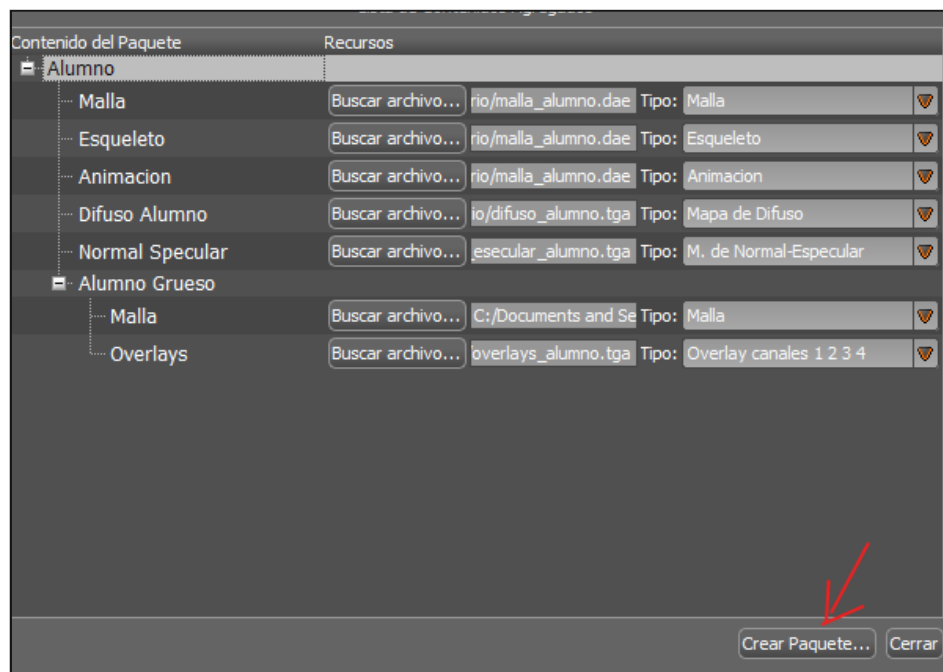 Contenido del Paquete Recursos
Alumno
Malla Buscar archivo... rio/malla_alumno.dae Tipo: Malla
Esqueleto Buscar archivo... rio/malla_alumno.dae Tipo: Esqueleto
Animacion Buscar archivo... rio/malla_alumno.dae Tipo: Animacion
Difuso Alumno Buscar archivo... io/difuso_alumno.tga Tipo: Mapa de Difuso
Normal Specular Buscar archivo... _esecular_alumno.tga Tipo: M. de Normal-Especular
Alumno Grueso
Malla Buscar archivo... C:/Documents and Se Tipo: Malla
Overlays Buscar archivo... overlays_alumno.tga Tipo: Overlay canales 1 2 3 4
Crear Paquete... Cerrar